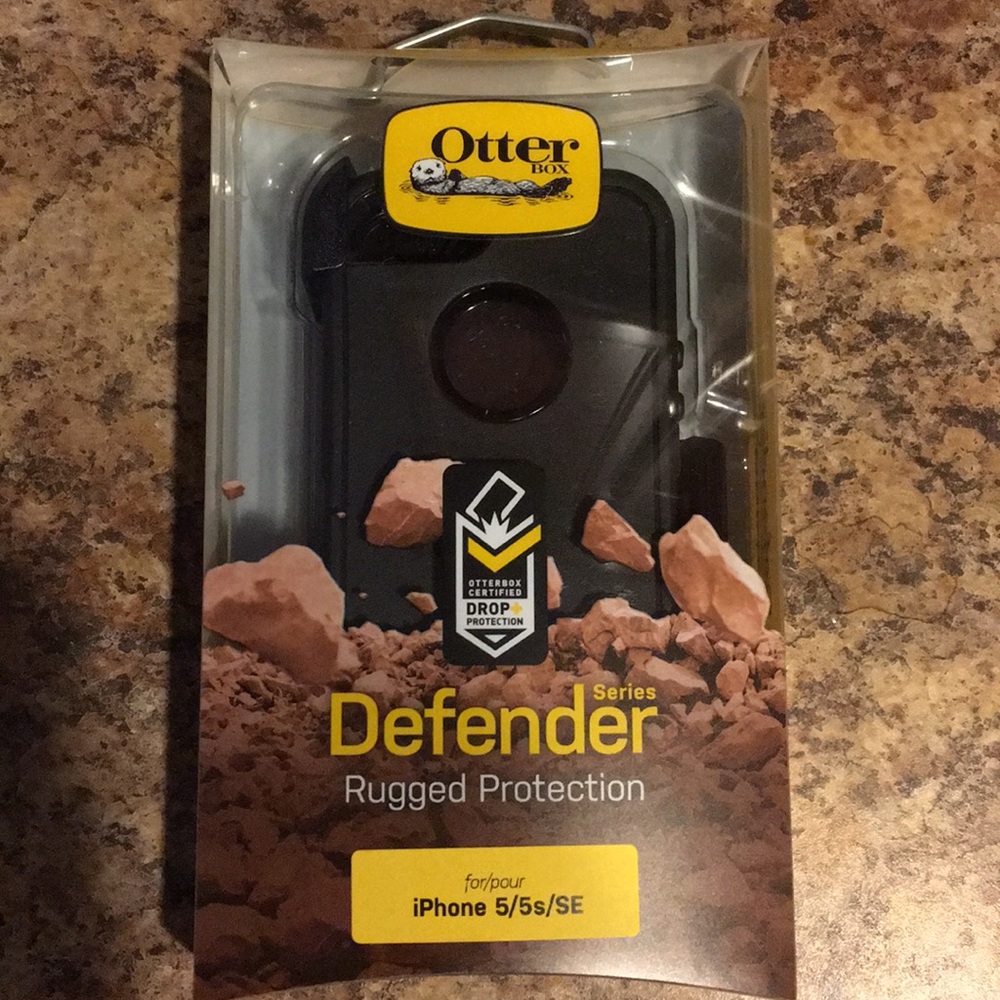 Otter
BOX
OTTERBOX
CERTIFIED
DROP+
PROTECTION
Defender Series
Rugged Protection
for/pour
iPhone 5/5s/SE